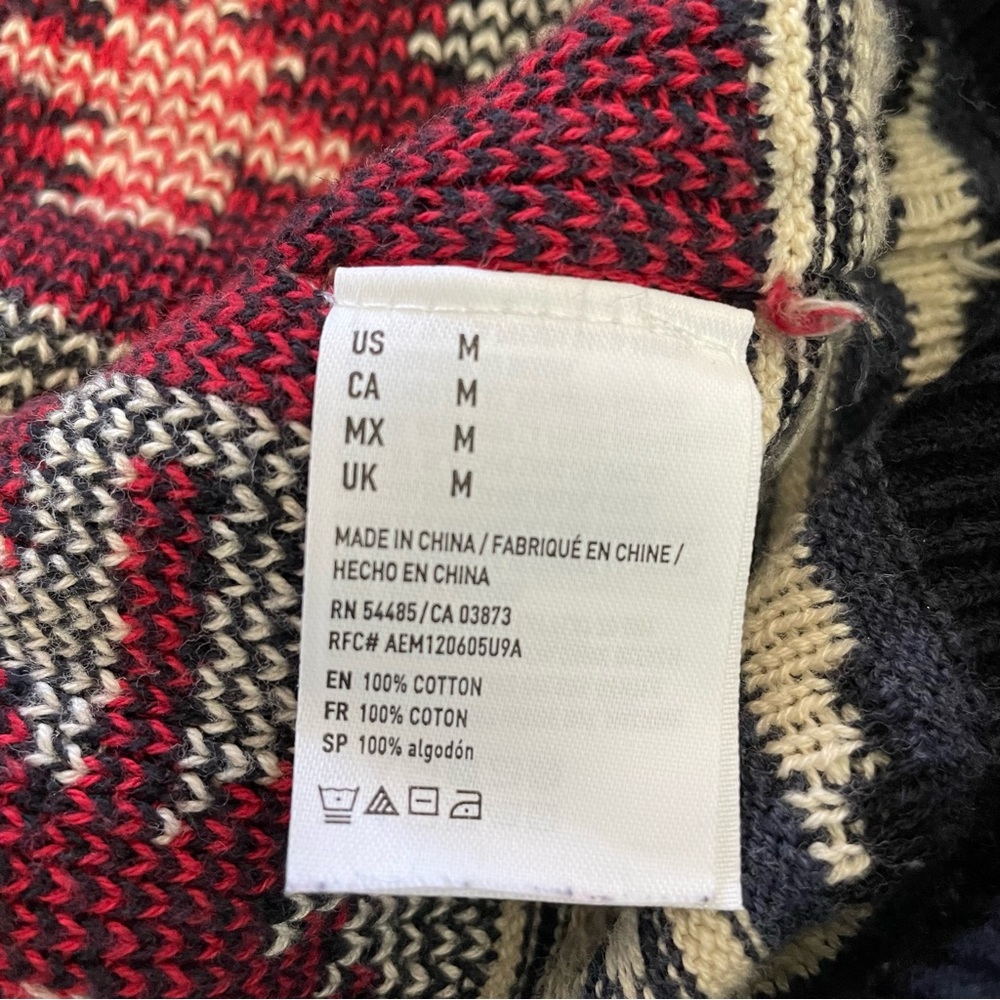 US M
CA M
MX M
UK M
MADE IN CHINA / FABRIQUÉ EN CHINE /
HECHO EN CHINA
RN 54485 / CA 03873
RFC# AEM120605U9A
EN 100% COTTON
FR 100% COTON
SP 100% algodón